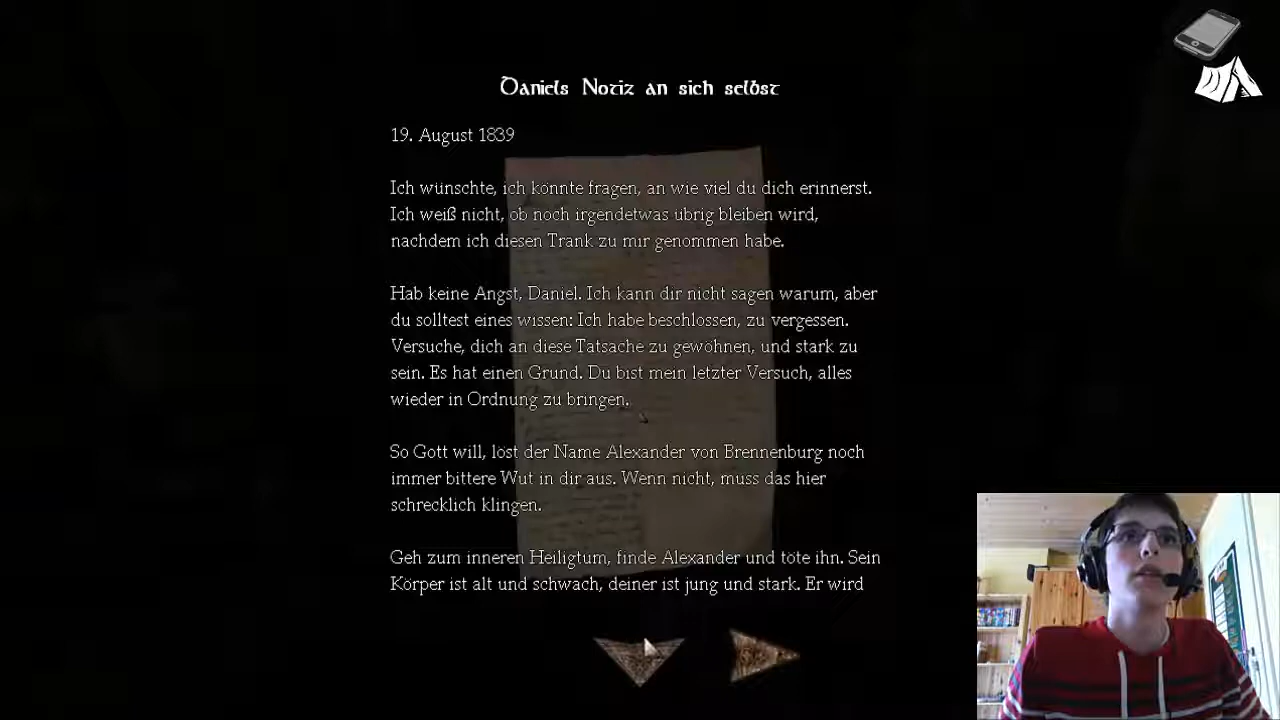 Daniels Notiz an sich selbst
19. August 1839
Ich wünschte, ich könnte fragen, an wie viel du dich erinnerst.
Ich weiß nicht, ob noch irgendetwas übrig bleiben wird,
nachdem ich diesen Trank zu mir genommen habe.
Hab keine Angst, Daniel. Ich kann dir nicht sagen warum, aber
du solltest eines wissen: Ich habe beschlossen, zu vergessen.
Versuche, dich an diese Tatsache zu gewöhnen, und stark zu
sein. Es hat einen Grund. Du bist mein letzter Versuch, alles
wieder in Ordnung zu bringen.
So Gott will, löst der Name Alexander von Brennenburg noch
immer bittere Wut in dir aus. Wenn nicht, muss das hier
schrecklich klingen.
Geh zum inneren Heiligtum, finde Alexander und töte ihn. Sein
Körper ist alt und schwach, deiner ist jung und stark. Er wird